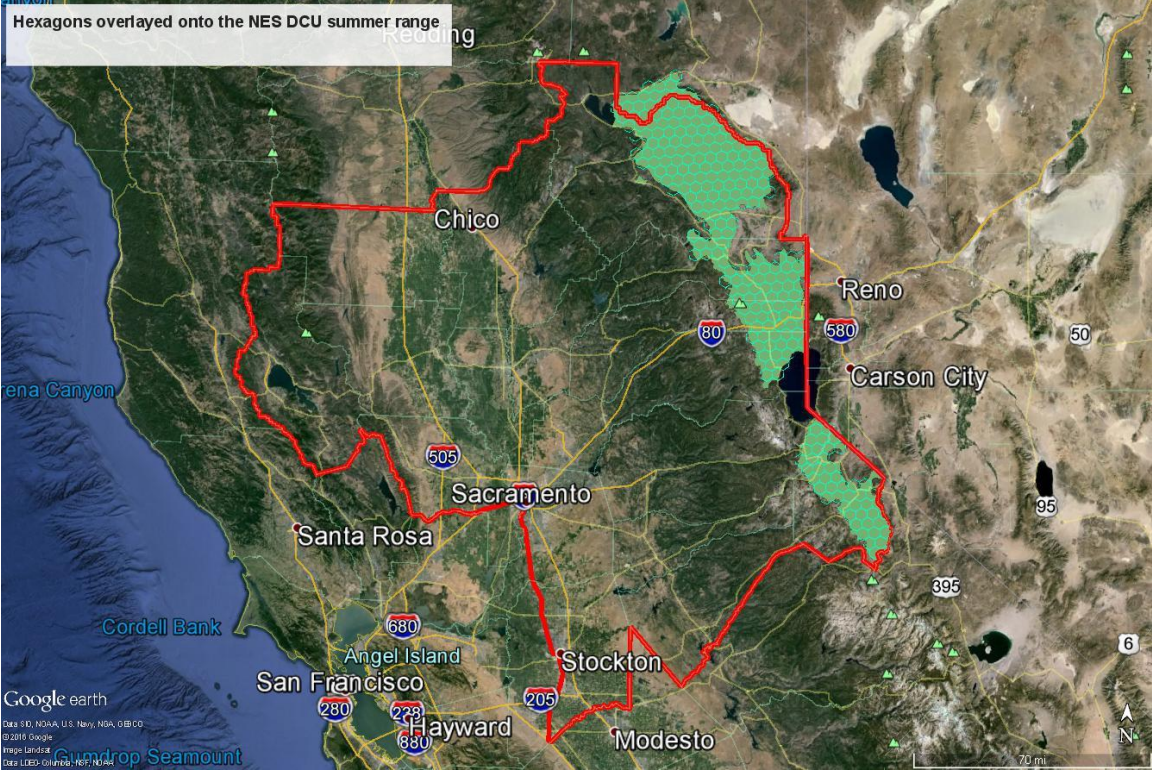 Hexagons overlayed onto the NES DCU summer range
Redding
Chico
Reno
80
580
50
rena Canyon
Carson City
505
Sacramento
95
Santa Rosa
395
Cordell Bank
680
6
Angel Island
Stockton
San Francisco
Google earth
280
205
238
Hayward
880
Modesto
Data SIO, NOAA, U.S. Navy, NGA, GEBCO
© 2016 Google
Image Landsat
Gumdrop Seamount
Data LDEO-Columbia, NSF, NOAA
70 mi
N